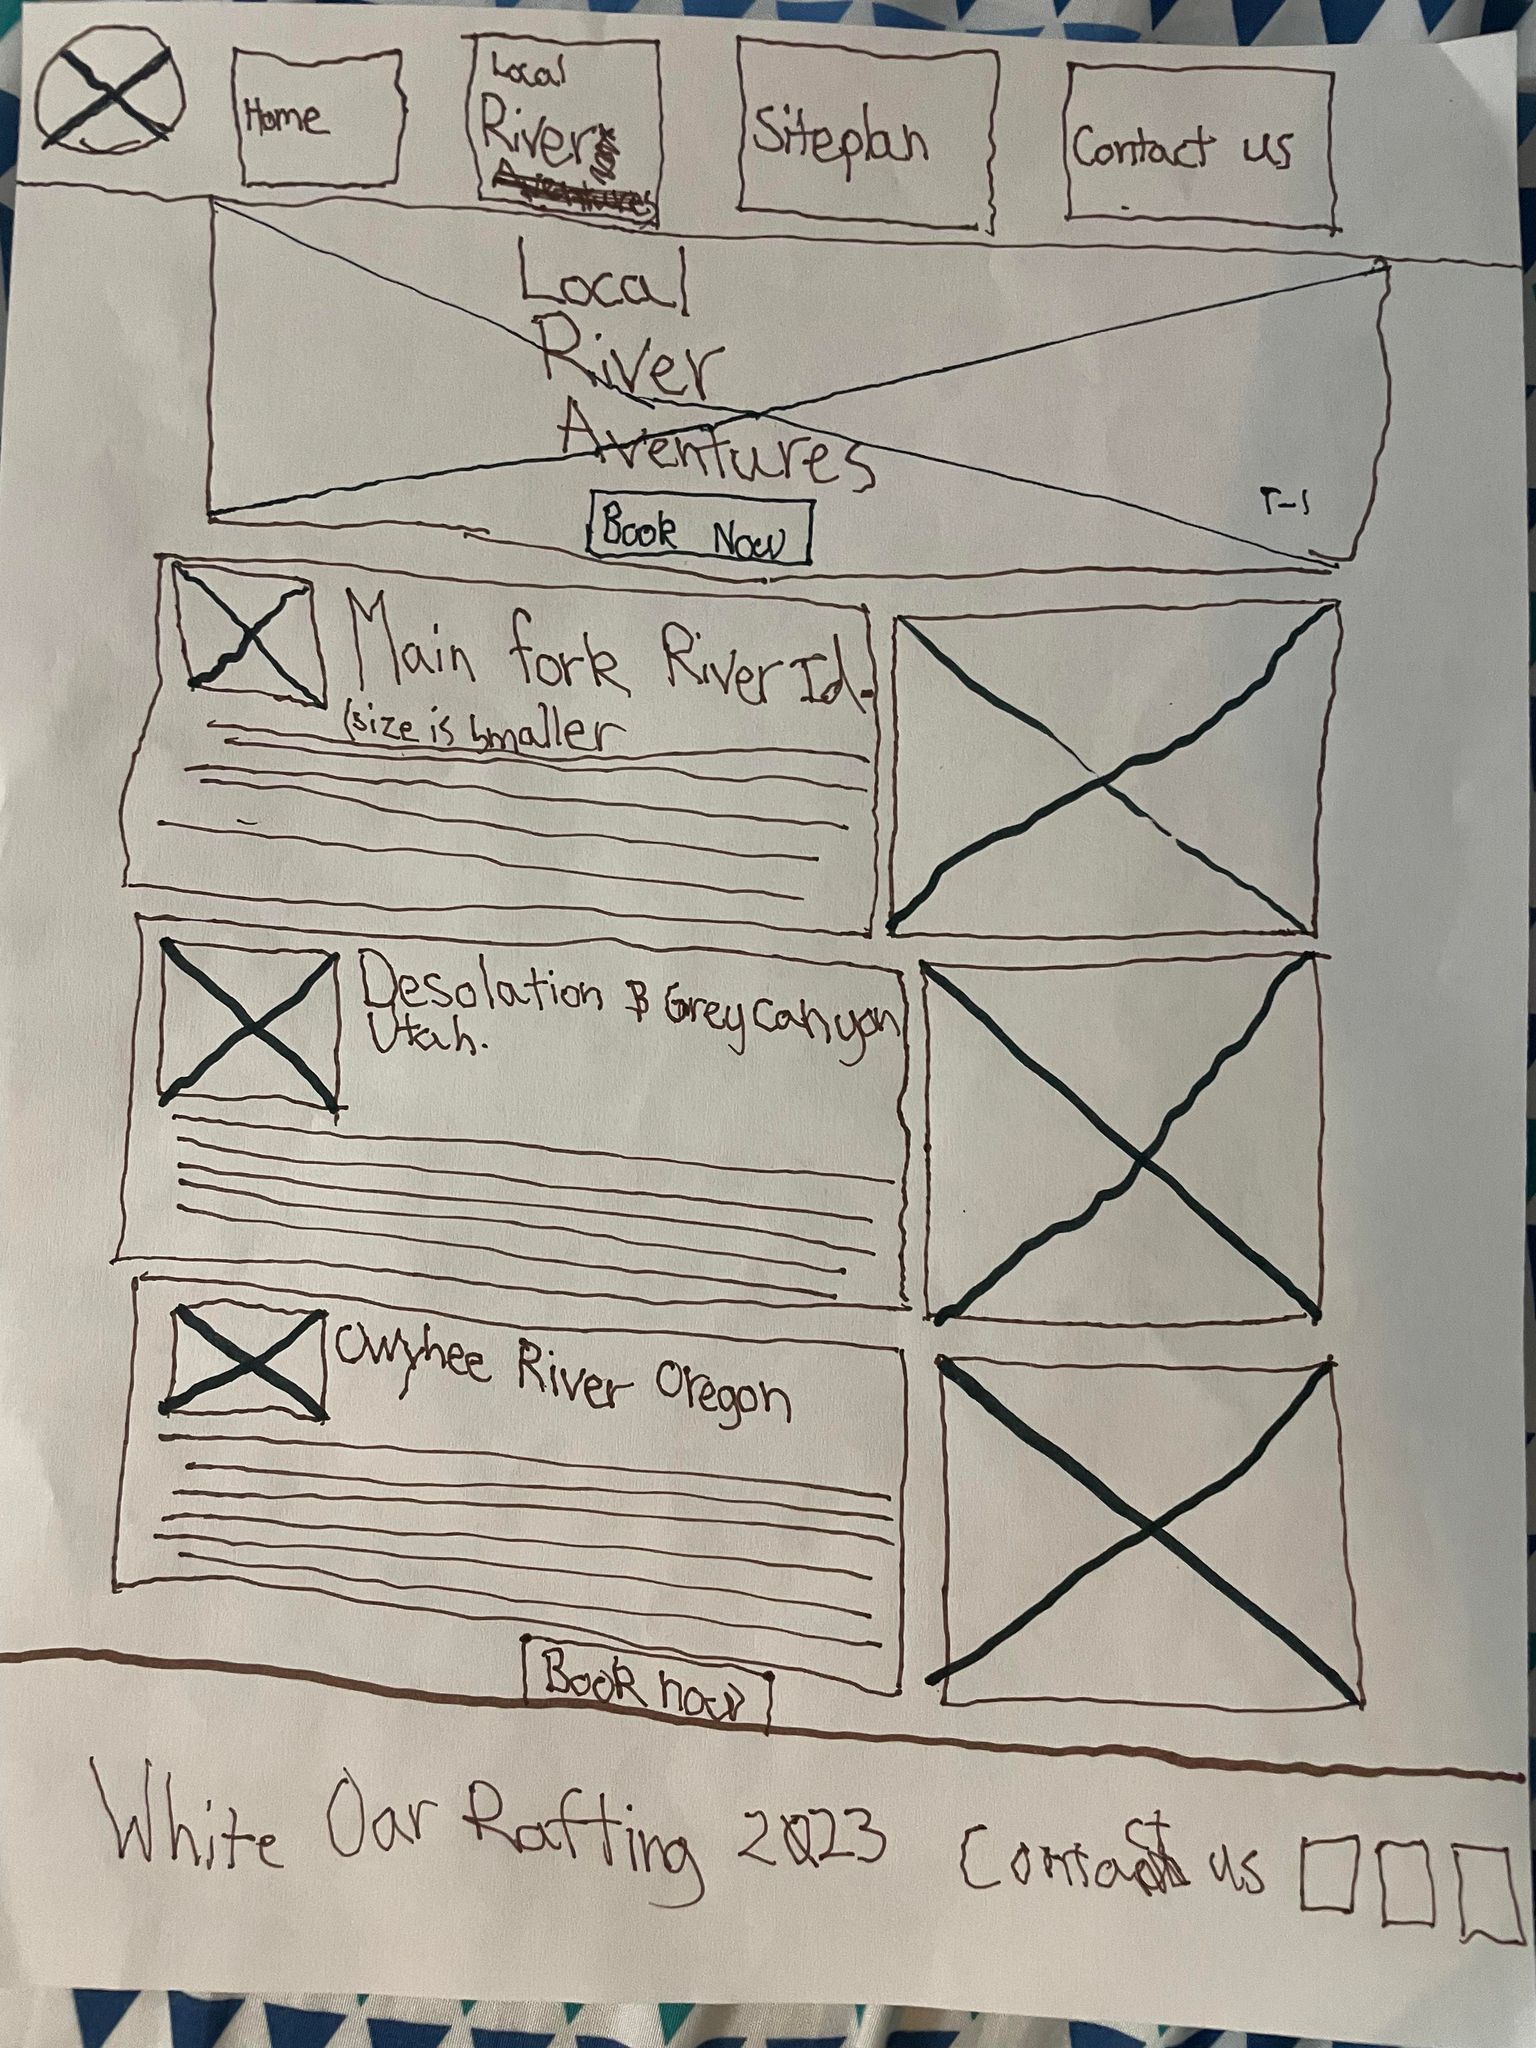 Home
Local
River
Siteplan
Contact us
Local
River
Aventures
Book Now
Main fork River Id.
(size is smaller
Desolation & Grey Canyon
Utah.
Owyhee River Oregon
Book now
White Oar Rafting 2023 Contact us